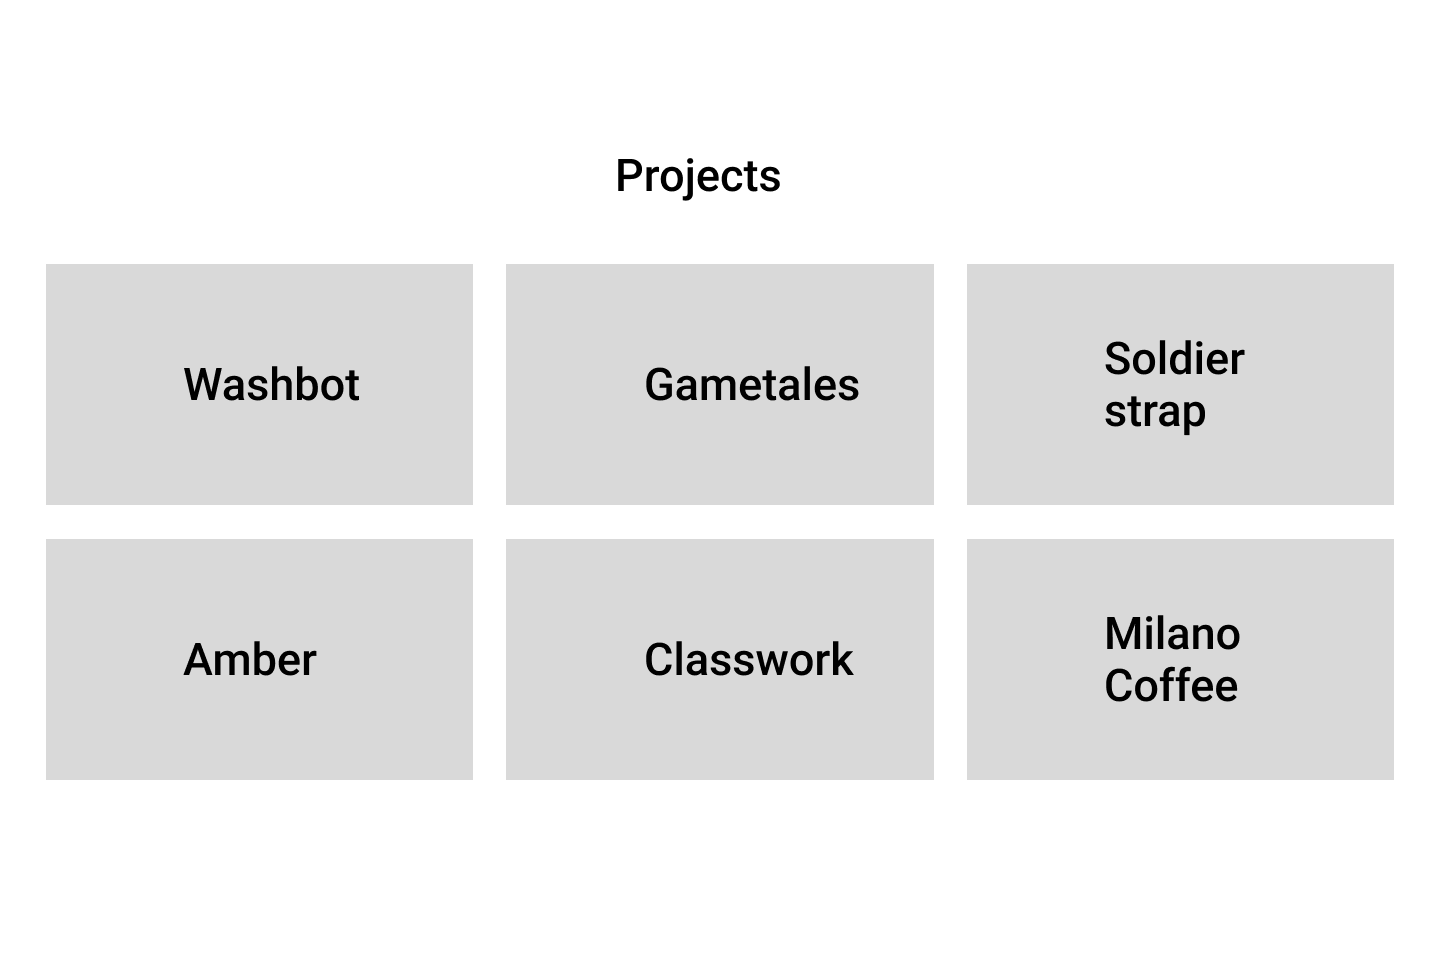 Projects
Washbot
Gametales
Soldier
strap
Amber
Classwork
Milano
Coffee